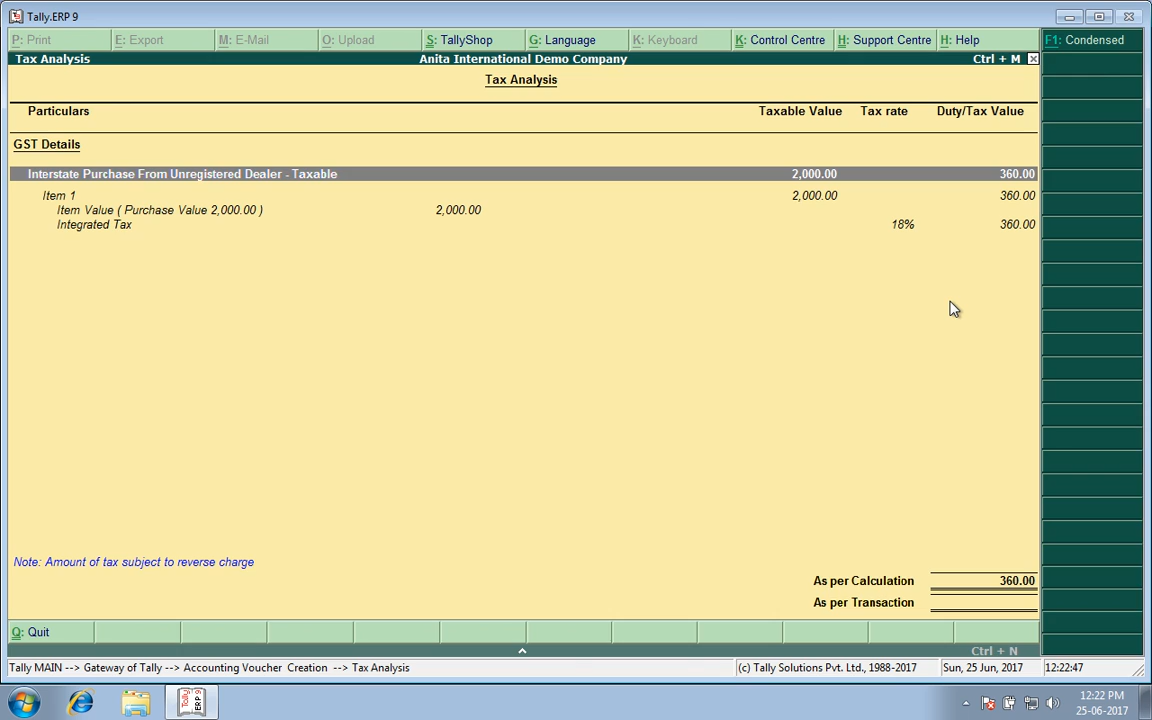 Tally.ERP 9
P: Print E: Export M: E-Mail O: Upload S: TallyShop G: Language K: Keyboard K: Control Centre H: Support Centre H: Help F1: Condensed
Tax Analysis Anita International Demo Company Ctrl + M
Tax Analysis
Particulars Taxable Value Tax rate Duty/Tax Value
GST Details
Interstate Purchase From Unregistered Dealer - Taxable 2,000.00 360.00
Item 1 2,000.00 360.00
Item Value ( Purchase Value 2,000.00 ) 2,000.00
Integrated Tax 18% 360.00
Note: Amount of tax subject to reverse charge
As per Calculation 360.00
As per Transaction
Q: Quit
Ctrl + N
Tally MAIN --> Gateway of Tally --> Accounting Voucher Creation --> Tax Analysis (c) Tally Solutions Pvt. Ltd., 1988-2017 Sun, 25 Jun, 2017 12:22:47
Tally
ERP 9
12:22 PM
25-06-2017